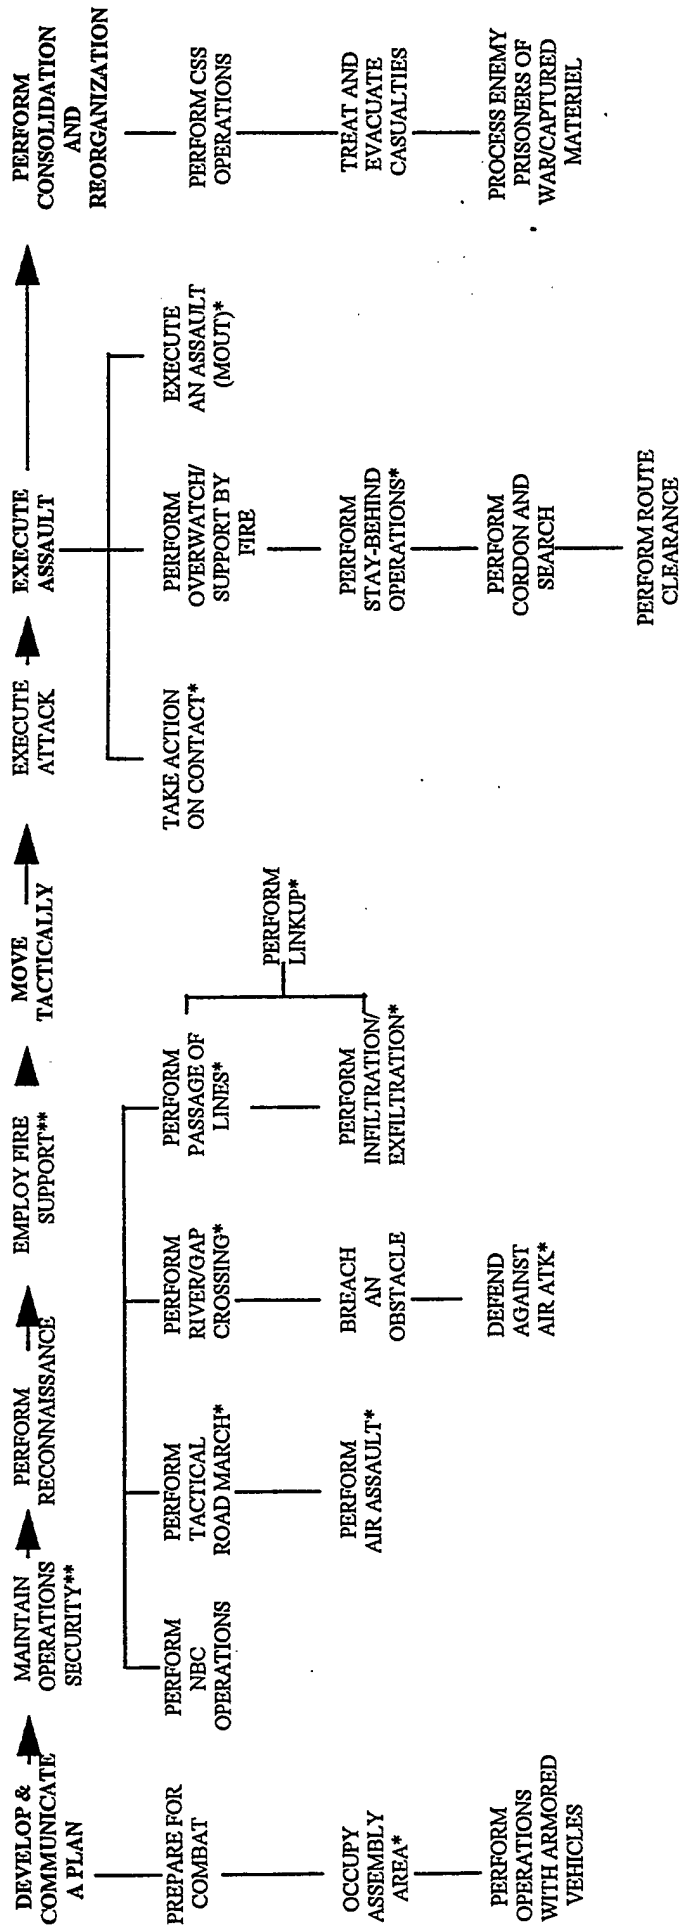 DEVELOP &
COMMUNICATE
A PLAN
MAINTAIN
OPERATIONS
SECURITY**
PERFORM
RECONNAISSANCE
EMPLOY FIRE
SUPPORT**
MOVE
TACTICALLY
EXECUTE
ATTACK
EXECUTE
ASSAULT
PERFORM
CONSOLIDATION
AND
REORGANIZATION
PREPARE FOR
COMBAT
PERFORM
NBC
OPERATIONS
PERFORM
TACTICAL
ROAD MARCH*
PERFORM
RIVER/GAP
CROSSING*
PERFORM
PASSAGE OF
LINES*
PERFORM
LINKUP*
TAKE ACTION
ON CONTACT*
PERFORM
OVERWATCH/
SUPPORT BY
FIRE
EXECUTE
AN ASSAULT
(MOUT)*
PERFORM CSS
OPERATIONS
OCCUPY
ASSEMBLY
AREA*
PERFORM
AIR ASSAULT*
BREACH
AN
OBSTACLE
PERFORM
INFILTRATION/
EXFILTRATION*
PERFORM
STAY-BEHIND
OPERATIONS*
TREAT AND
EVACUATE
CASUALTIES
PERFORM
OPERATIONS
WITH ARMORED
VEHICLES
DEFEND
AGAINST
AIR ATK*
PERFORM
CORDON AND
SEARCH
PROCESS ENEMY
PRISONERS OF
WAR/CAPTURED
MATERIEL
PERFORM ROUTE
CLEARANCE